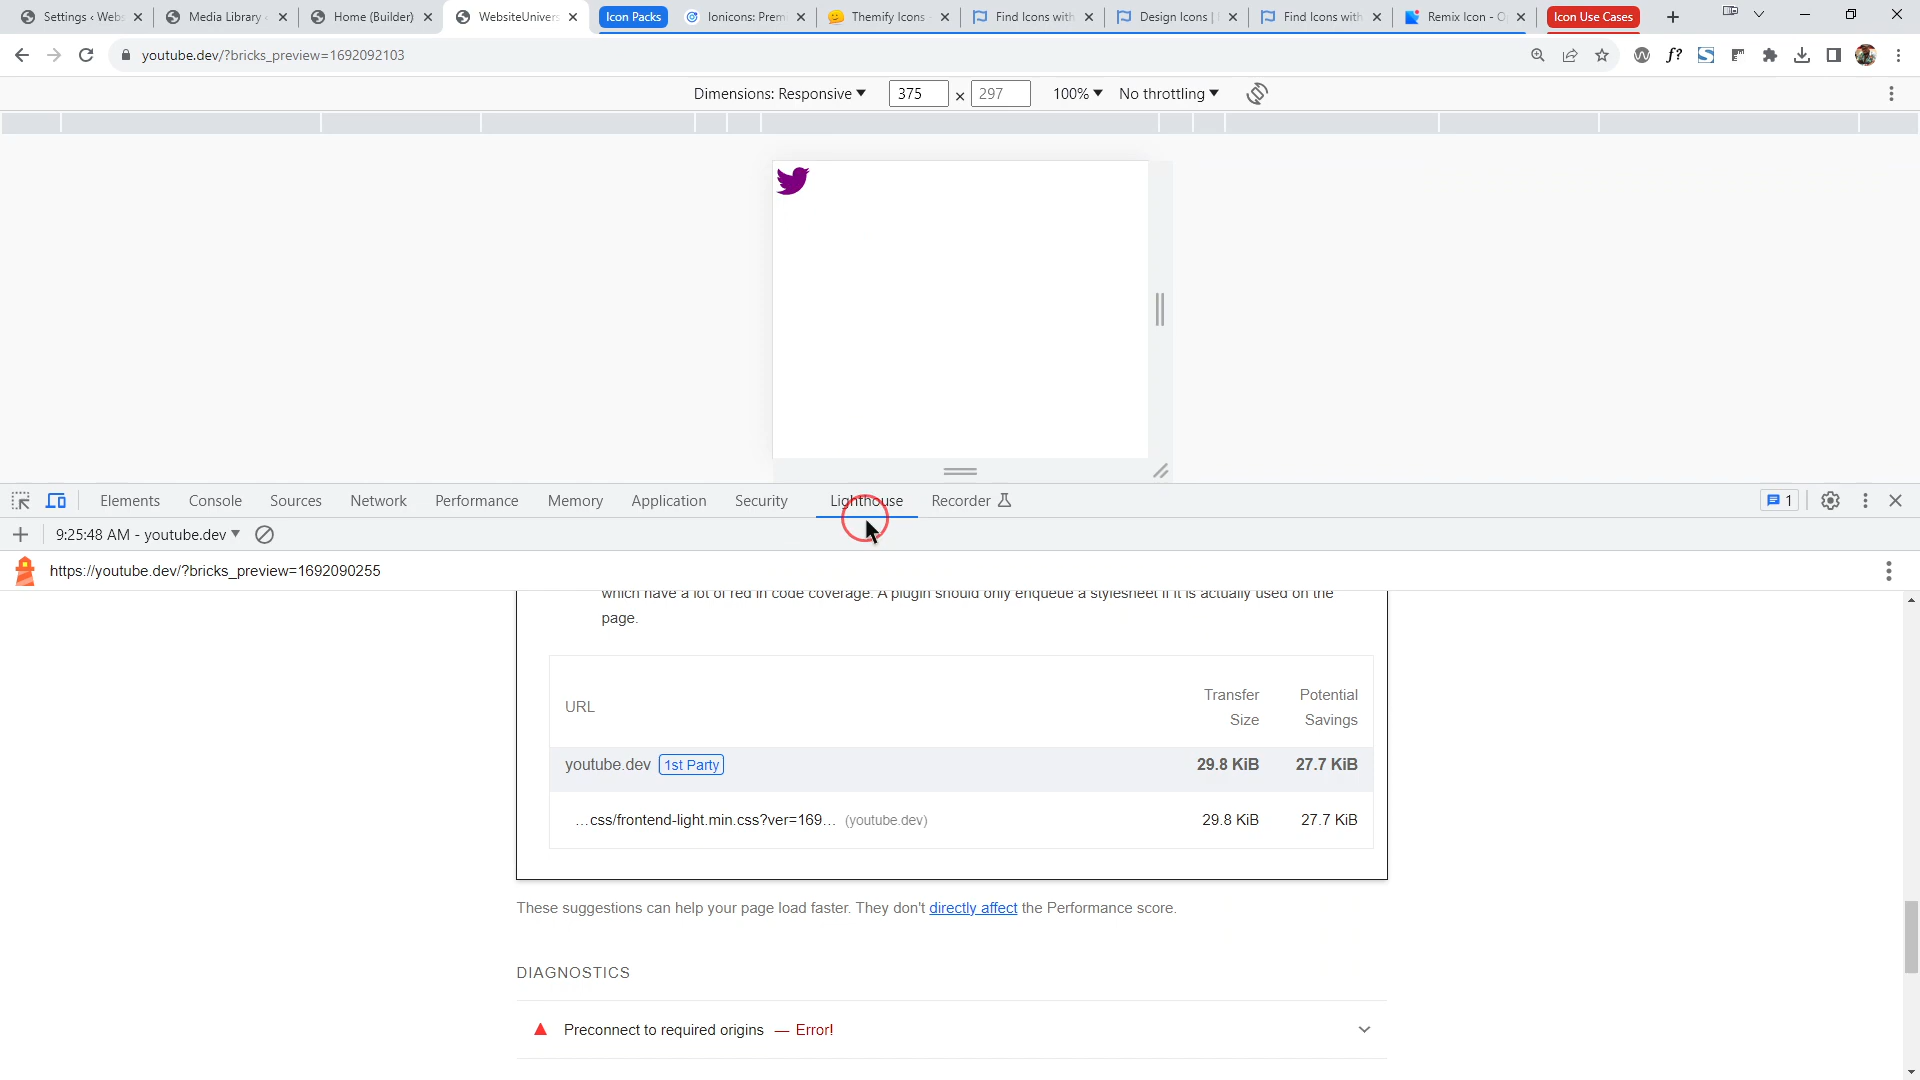 Settings ‹ Webs
Media Library ‹
Home (Builder)
WebsiteUnivers
Icon Packs
Ionicons: Prem
Themify Icons
Find Icons with
Design Icons |
Find Icons with
Remix Icon - O
Icon Use Cases
youtube.dev/?bricks_preview=1692092103
f?
Dimensions: Responsive
375 × 297
100%
No throttling
Elements
Console
Sources
Network
Performance
Memory
Application
Security
Lighthouse
Recorder
1
9:25:48 AM - youtube.dev
https://youtube.dev/?bricks_preview=1692090255
which have a lot of red in code coverage. A plugin should only enqueue a stylesheet if it is actually used on the
page.
URL
Transfer
Size
Potential
Savings
youtube.dev 1st Party 29.8 KiB 27.7 KiB
…css/frontend-light.min.css?ver=169… (youtube.dev) 29.8 KiB 27.7 KiB
These suggestions can help your page load faster. They don't directly affect the Performance score.
DIAGNOSTICS
Preconnect to required origins — Error!